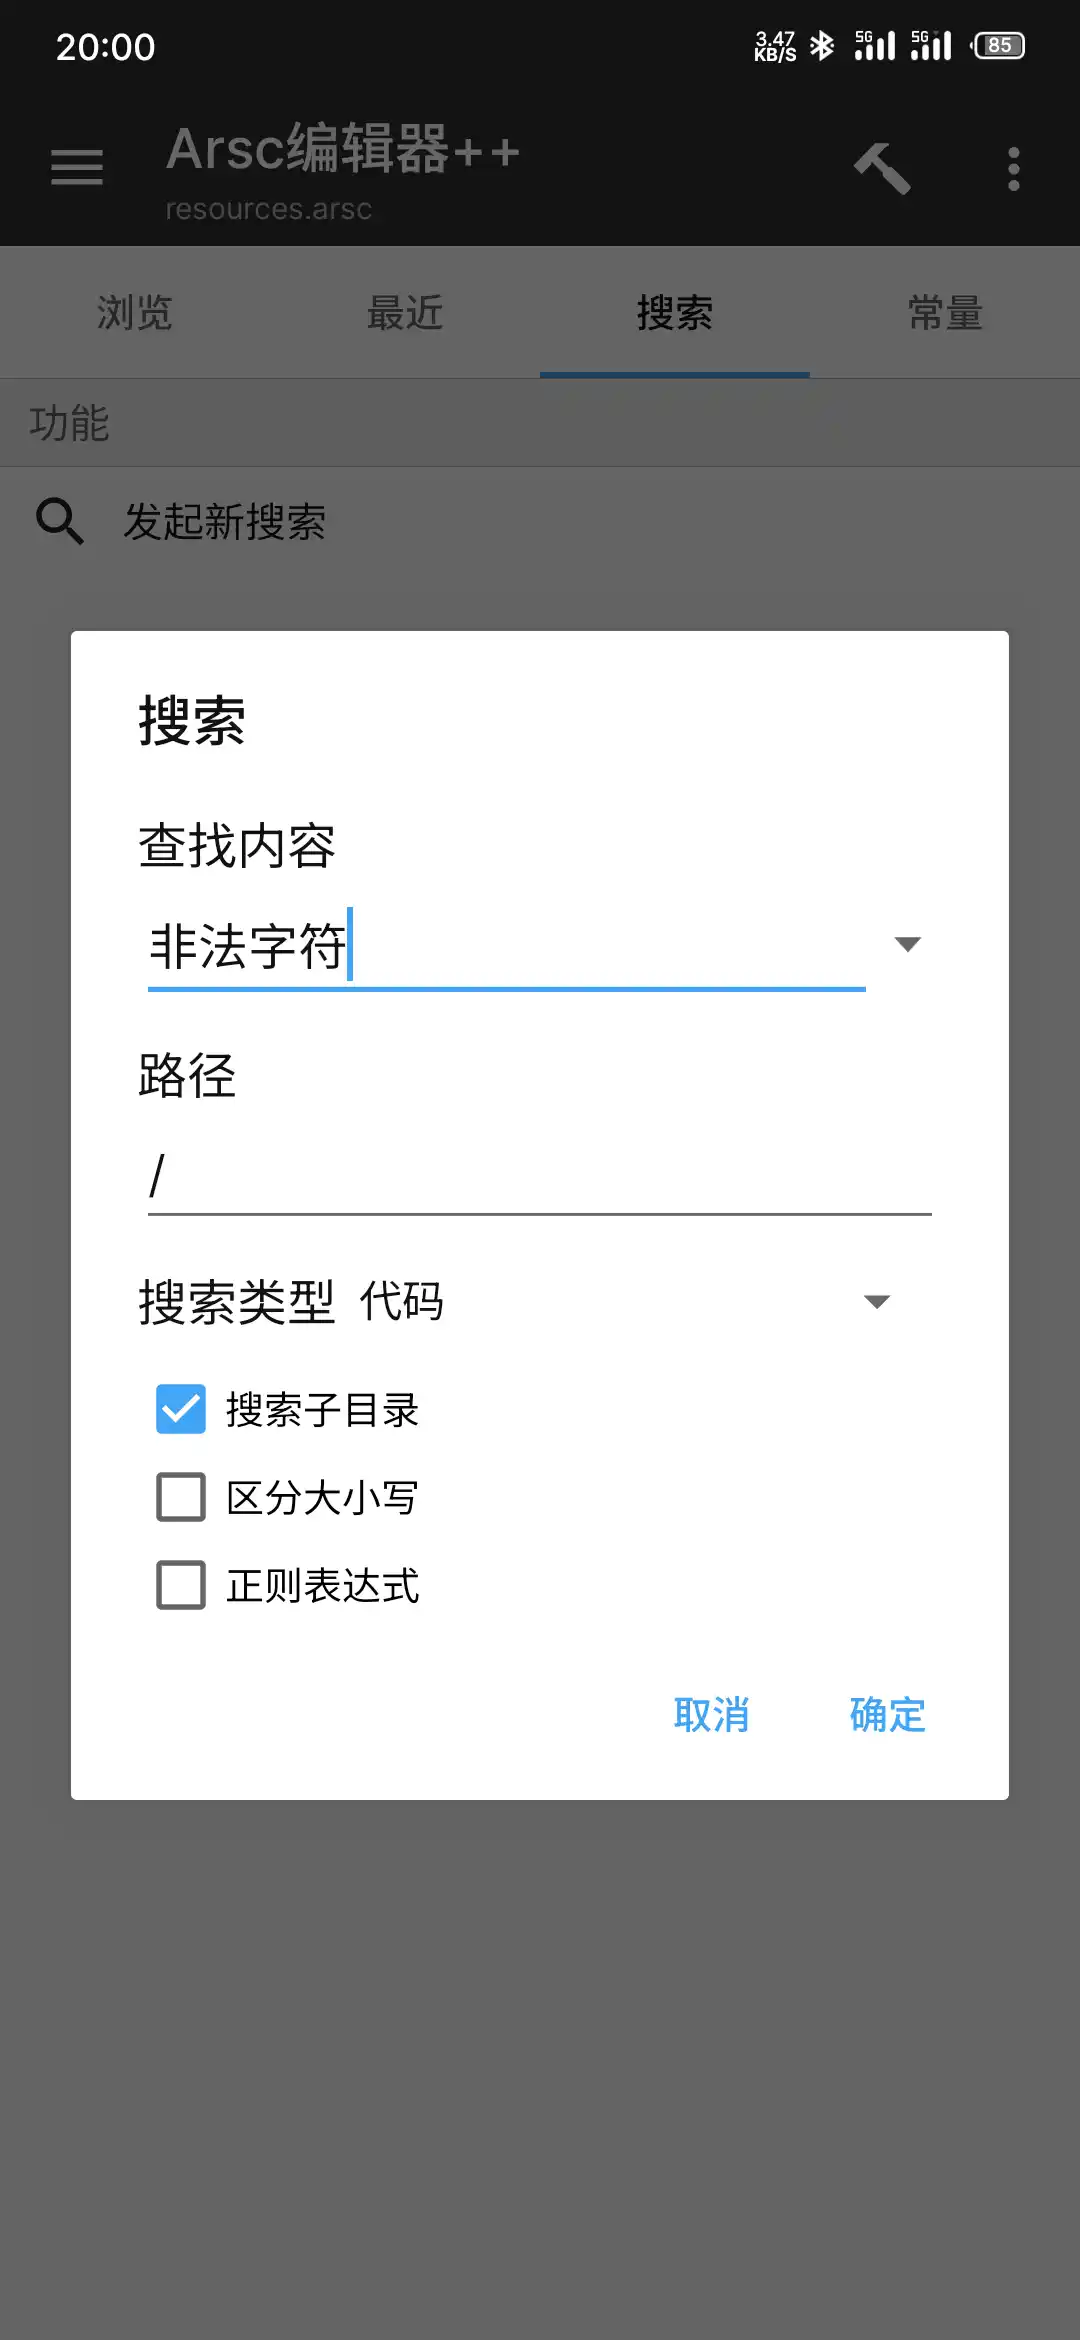 20:00
3.47
KB/S
5G
5G
85
Arsc编辑器++
resources.arsc
浏览
最近
搜索
常量
功能
发起新搜索
搜索
查找内容
非法字符
路径
/
搜索类型 代码
搜索子目录
区分大小写
正则表达式
取消
确定